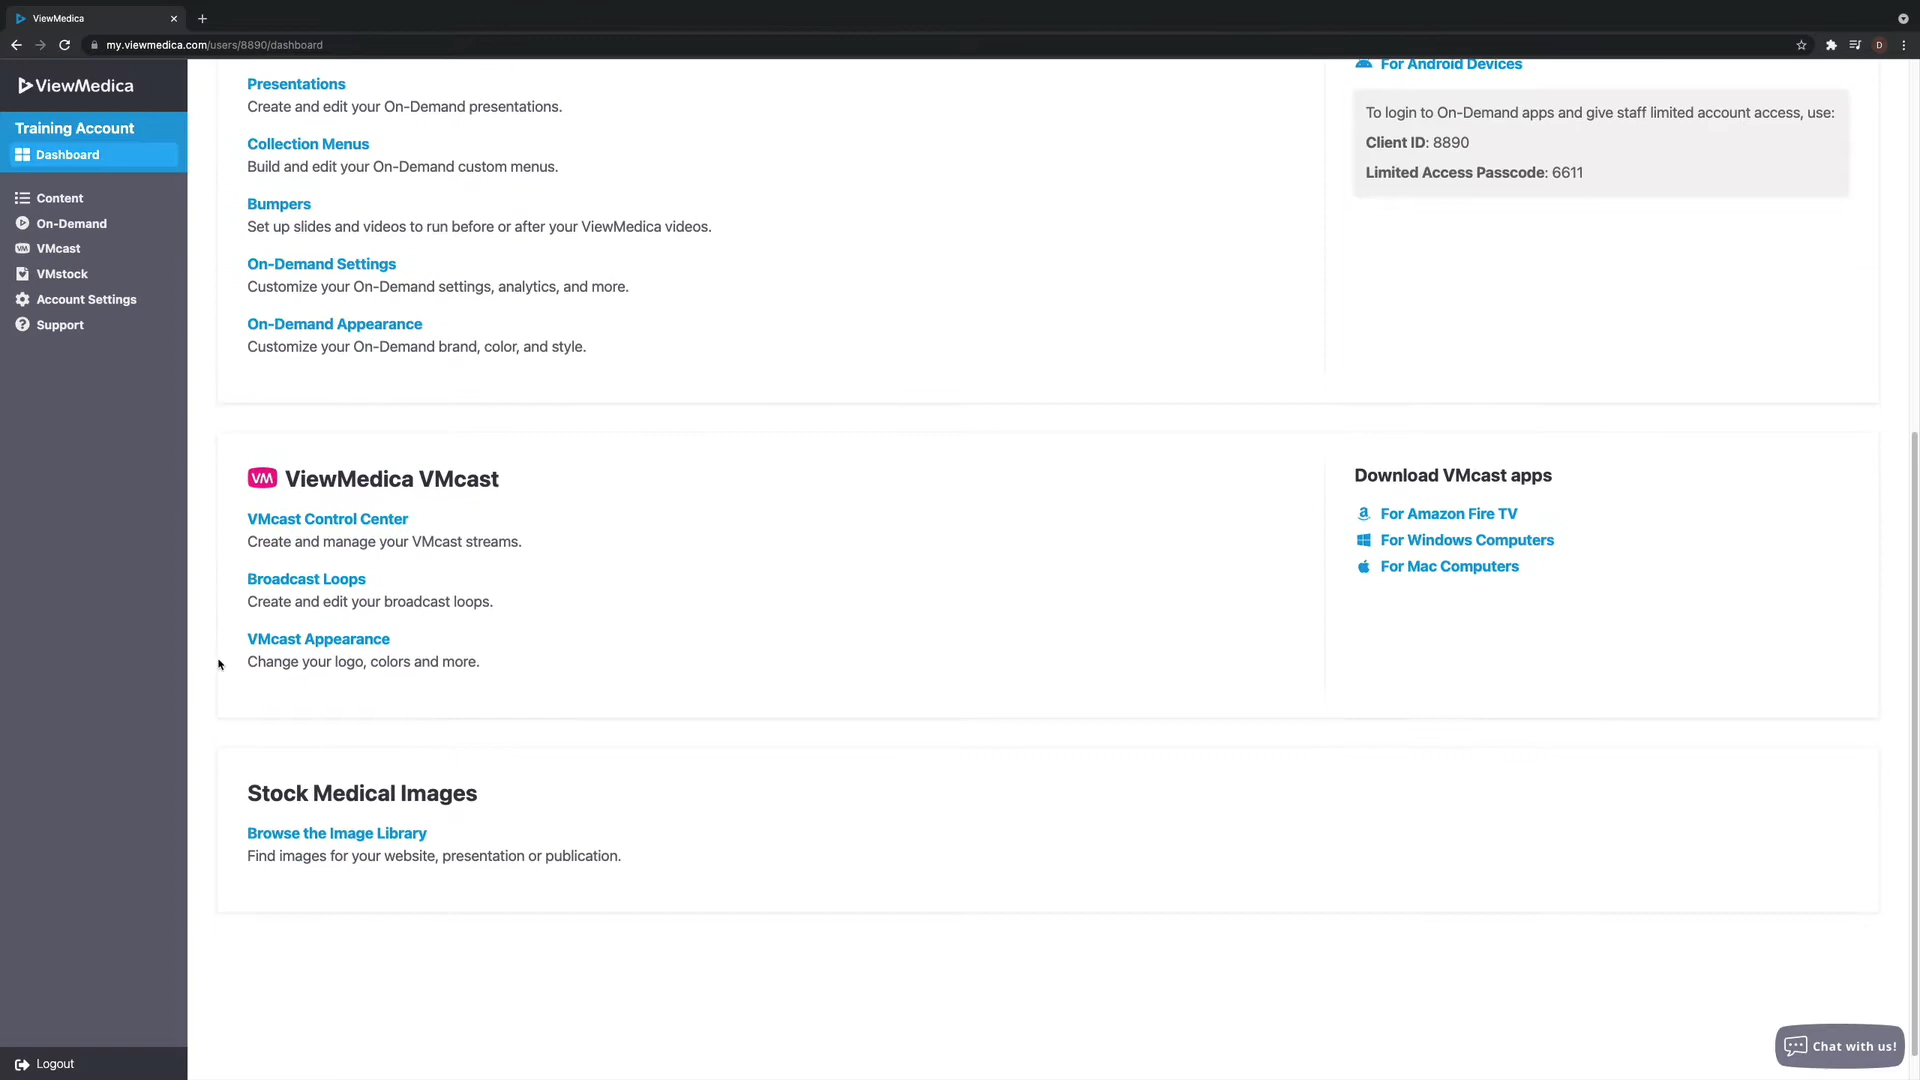 ViewMedica
my.viewmedica.com/users/8890/dashboard
D
ViewMedica
Training Account
Dashboard
Content
On-Demand
VMcast
VMstock
Account Settings
Support
Logout
Presentations
Create and edit your On-Demand presentations.
Collection Menus
Build and edit your On-Demand custom menus.
Bumpers
Set up slides and videos to run before or after your ViewMedica videos.
On-Demand Settings
Customize your On-Demand settings, analytics, and more.
On-Demand Appearance
Customize your On-Demand brand, color, and style.
For Android Devices
To login to On-Demand apps and give staff limited account access, use:
Client ID: 8890
Limited Access Passcode: 6611
VM ViewMedica VMcast
VMcast Control Center
Create and manage your VMcast streams.
Broadcast Loops
Create and edit your broadcast loops.
VMcast Appearance
Change your logo, colors and more.
Download VMcast apps
For Amazon Fire TV
For Windows Computers
For Mac Computers
Stock Medical Images
Browse the Image Library
Find images for your website, presentation or publication.
Chat with us!